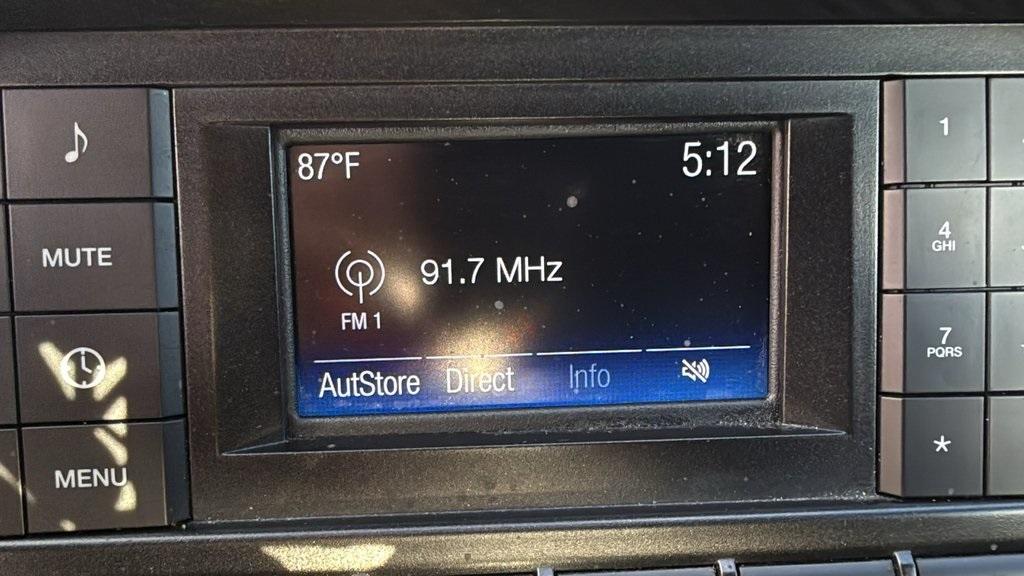 87°F
5:12
91.7 MHz
FM 1
AutStore
Direct
Info
MUTE
MENU
1
4
GHI
7
PQRS
*